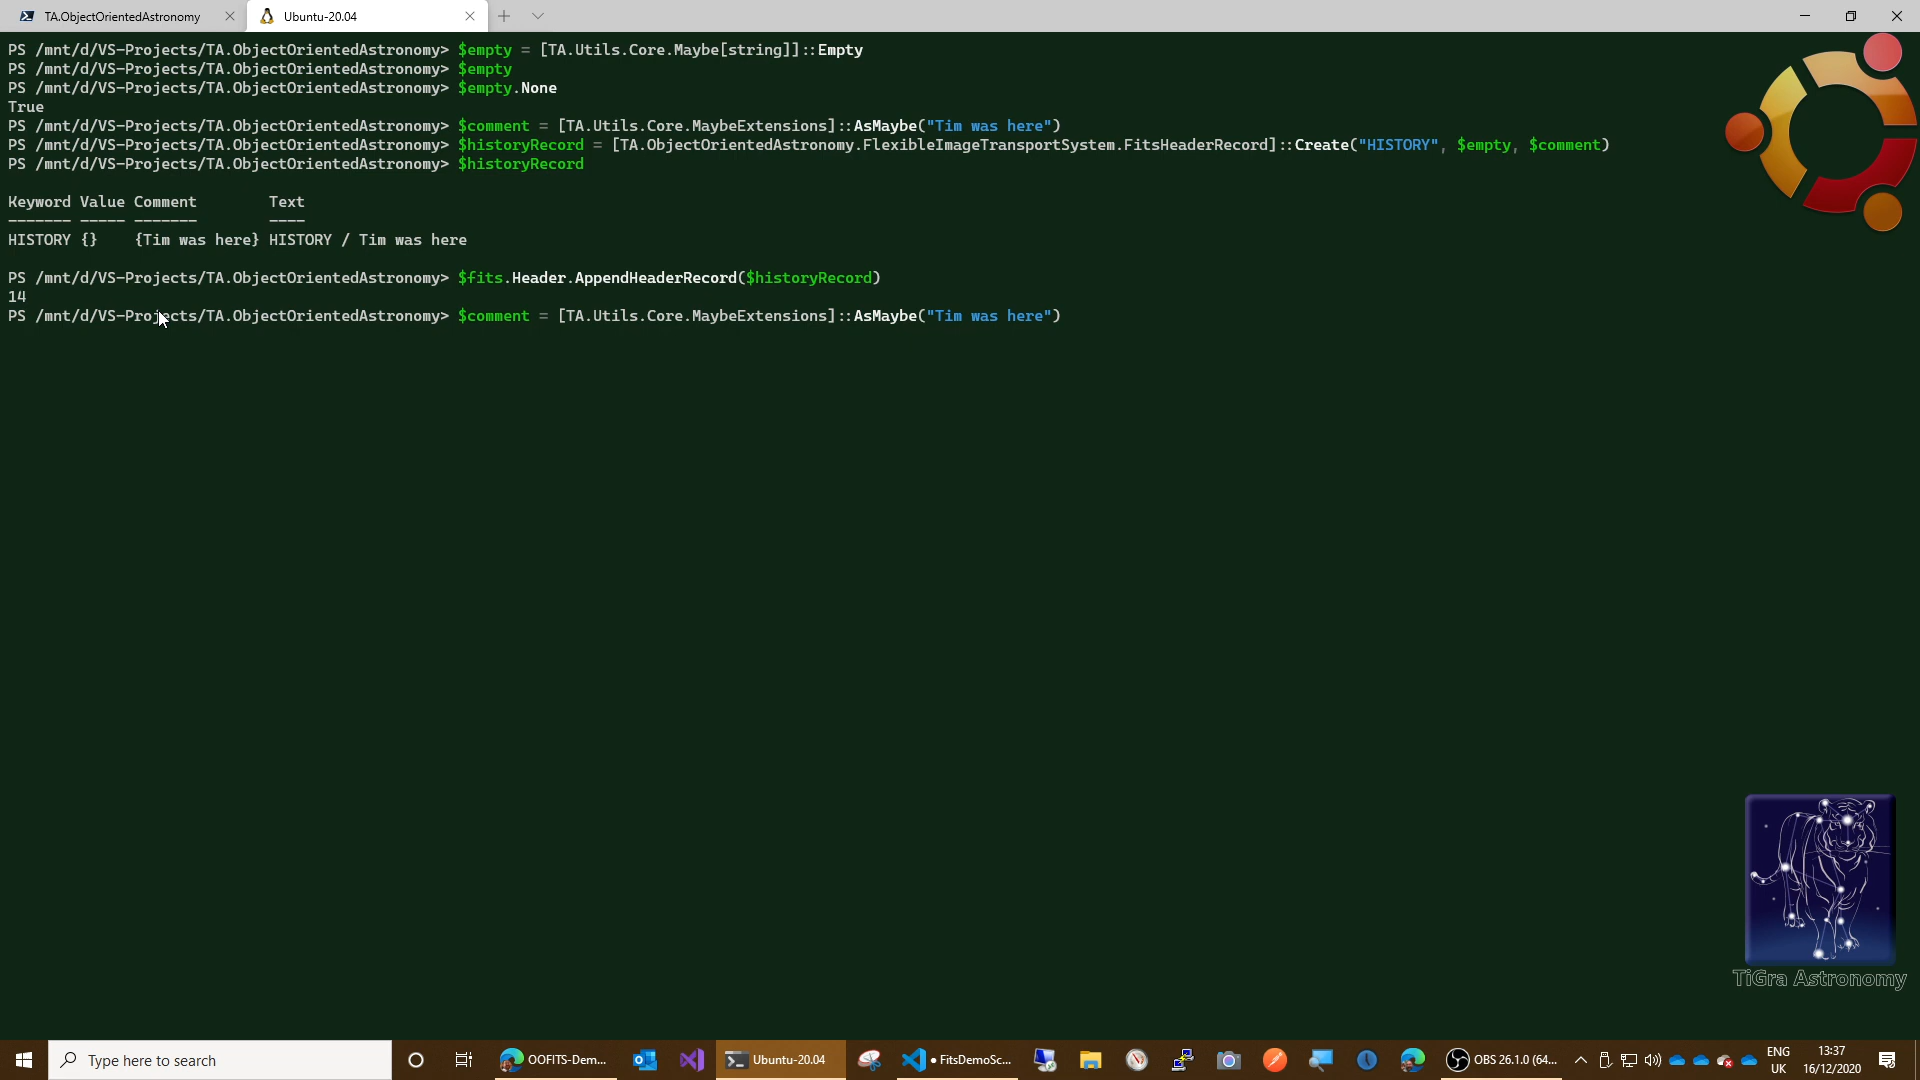 TA.ObjectOrientedAstronomy
Ubuntu-20.04
PS /mnt/d/VS-Projects/TA.ObjectOrientedAstronomy> $empty = [TA.Utils.Core.Maybe[string]]::Empty
PS /mnt/d/VS-Projects/TA.ObjectOrientedAstronomy> $empty
PS /mnt/d/VS-Projects/TA.ObjectOrientedAstronomy> $empty.None
True
PS /mnt/d/VS-Projects/TA.ObjectOrientedAstronomy> $comment = [TA.Utils.Core.MaybeExtensions]::AsMaybe("Tim was here")
PS /mnt/d/VS-Projects/TA.ObjectOrientedAstronomy> $historyRecord = [TA.ObjectOrientedAstronomy.FlexibleImageTransportSystem.FitsHeaderRecord]::Create("HISTORY", $empty, $comment)
PS /mnt/d/VS-Projects/TA.ObjectOrientedAstronomy> $historyRecord
Keyword Value Comment        Text
------- ----- -------        ----
HISTORY {}    {Tim was here} HISTORY / Tim was here
PS /mnt/d/VS-Projects/TA.ObjectOrientedAstronomy> $fits.Header.AppendHeaderRecord($historyRecord)
14
PS /mnt/d/VS-Projects/TA.ObjectOrientedAstronomy> $comment = [TA.Utils.Core.MaybeExtensions]::AsMaybe("Tim was here")
TiGra Astronomy
Type here to search
OOFITS-Dem...
Ubuntu-20.04
● FitsDemoSc...
OBS 26.1.0 (64...
ENG
UK
13:37
16/12/2020